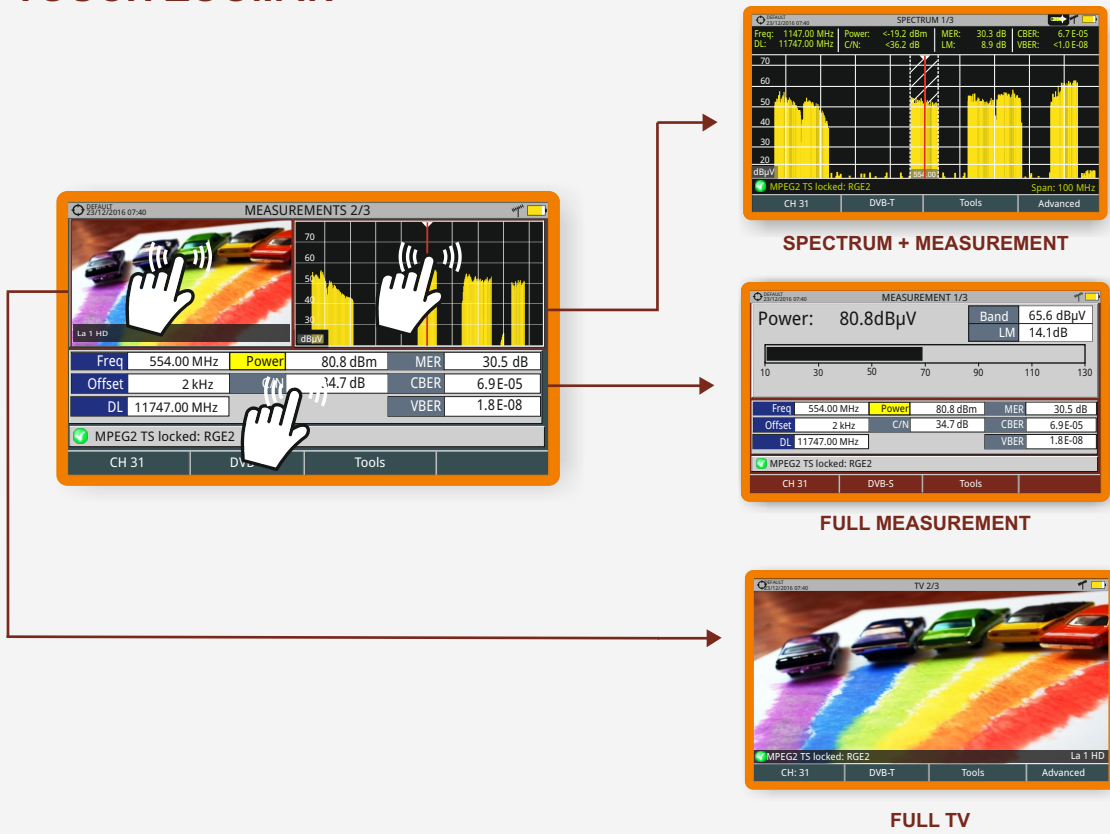 DEFAULT
23/12/2016 07:40
SPECTRUM 1/3
Freq: 1147.00 MHz Power: <-19.2 dBm MER: 30.3 dB CBER: 6.7 E-05
DL: 11747.00 MHz C/N: <36.2 dB LM: 8.9 dB VBER: <1.0 E-08
70
60
50
40
30
20
dBµV
554.00
MPEG2 TS locked: RGE2 Span: 100 MHz
CH 31 DVB-T Tools Advanced
SPECTRUM + MEASUREMENT
DEFAULT
23/12/2016 07:40
MEASUREMENTS 2/3
70
60
50
40
30
dBµV
La 1 HD
Freq 554.00 MHz Power 80.8 dBm MER 30.5 dB
Offset 2 kHz C/N 34.7 dB CBER 6.9E-05
DL 11747.00 MHz VBER 1.8E-08
MPEG2 TS locked: RGE2
CH 31 Tools
DEFAULT
23/12/2016 07:40
MEASUREMENT 1/3
Power: 80.8dBµV Band 65.6 dBµV
LM 14.1dB
10 30 50 70 90 110 130
Freq 554.00 MHz Power 80.8 dBm MER 30.5 dB
Offset 2 kHz C/N 34.7 dB CBER 6.9E-05
DL 11747.00 MHz VBER 1.8E-08
MPEG2 TS locked: RGE2
CH 31 DVB-S Tools
FULL MEASUREMENT
DEFAULT
23/12/2016 07:40
TV 2/3
MPEG2 TS locked: RGE2 La 1 HD
CH: 31 DVB-T Tools Advanced
FULL TV